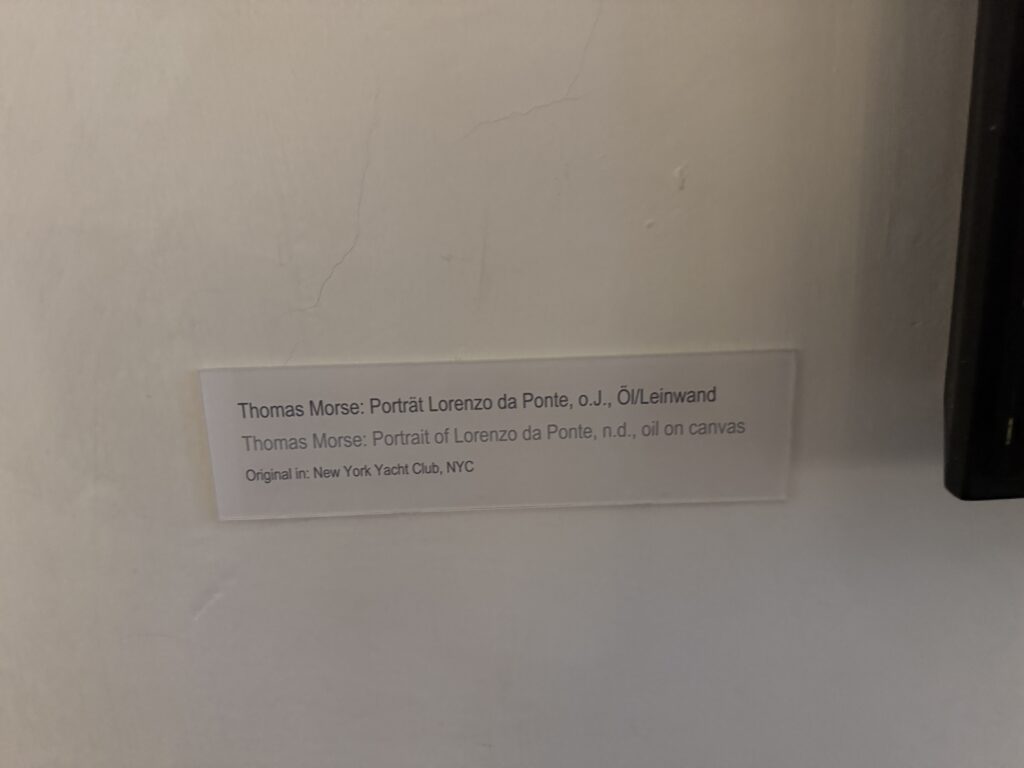 Thomas Morse: Porträt Lorenzo da Ponte, o.J., Öl/Leinwand
Thomas Morse: Portrait of Lorenzo da Ponte, n.d., oil on canvas
Original in: New York Yacht Club, NYC